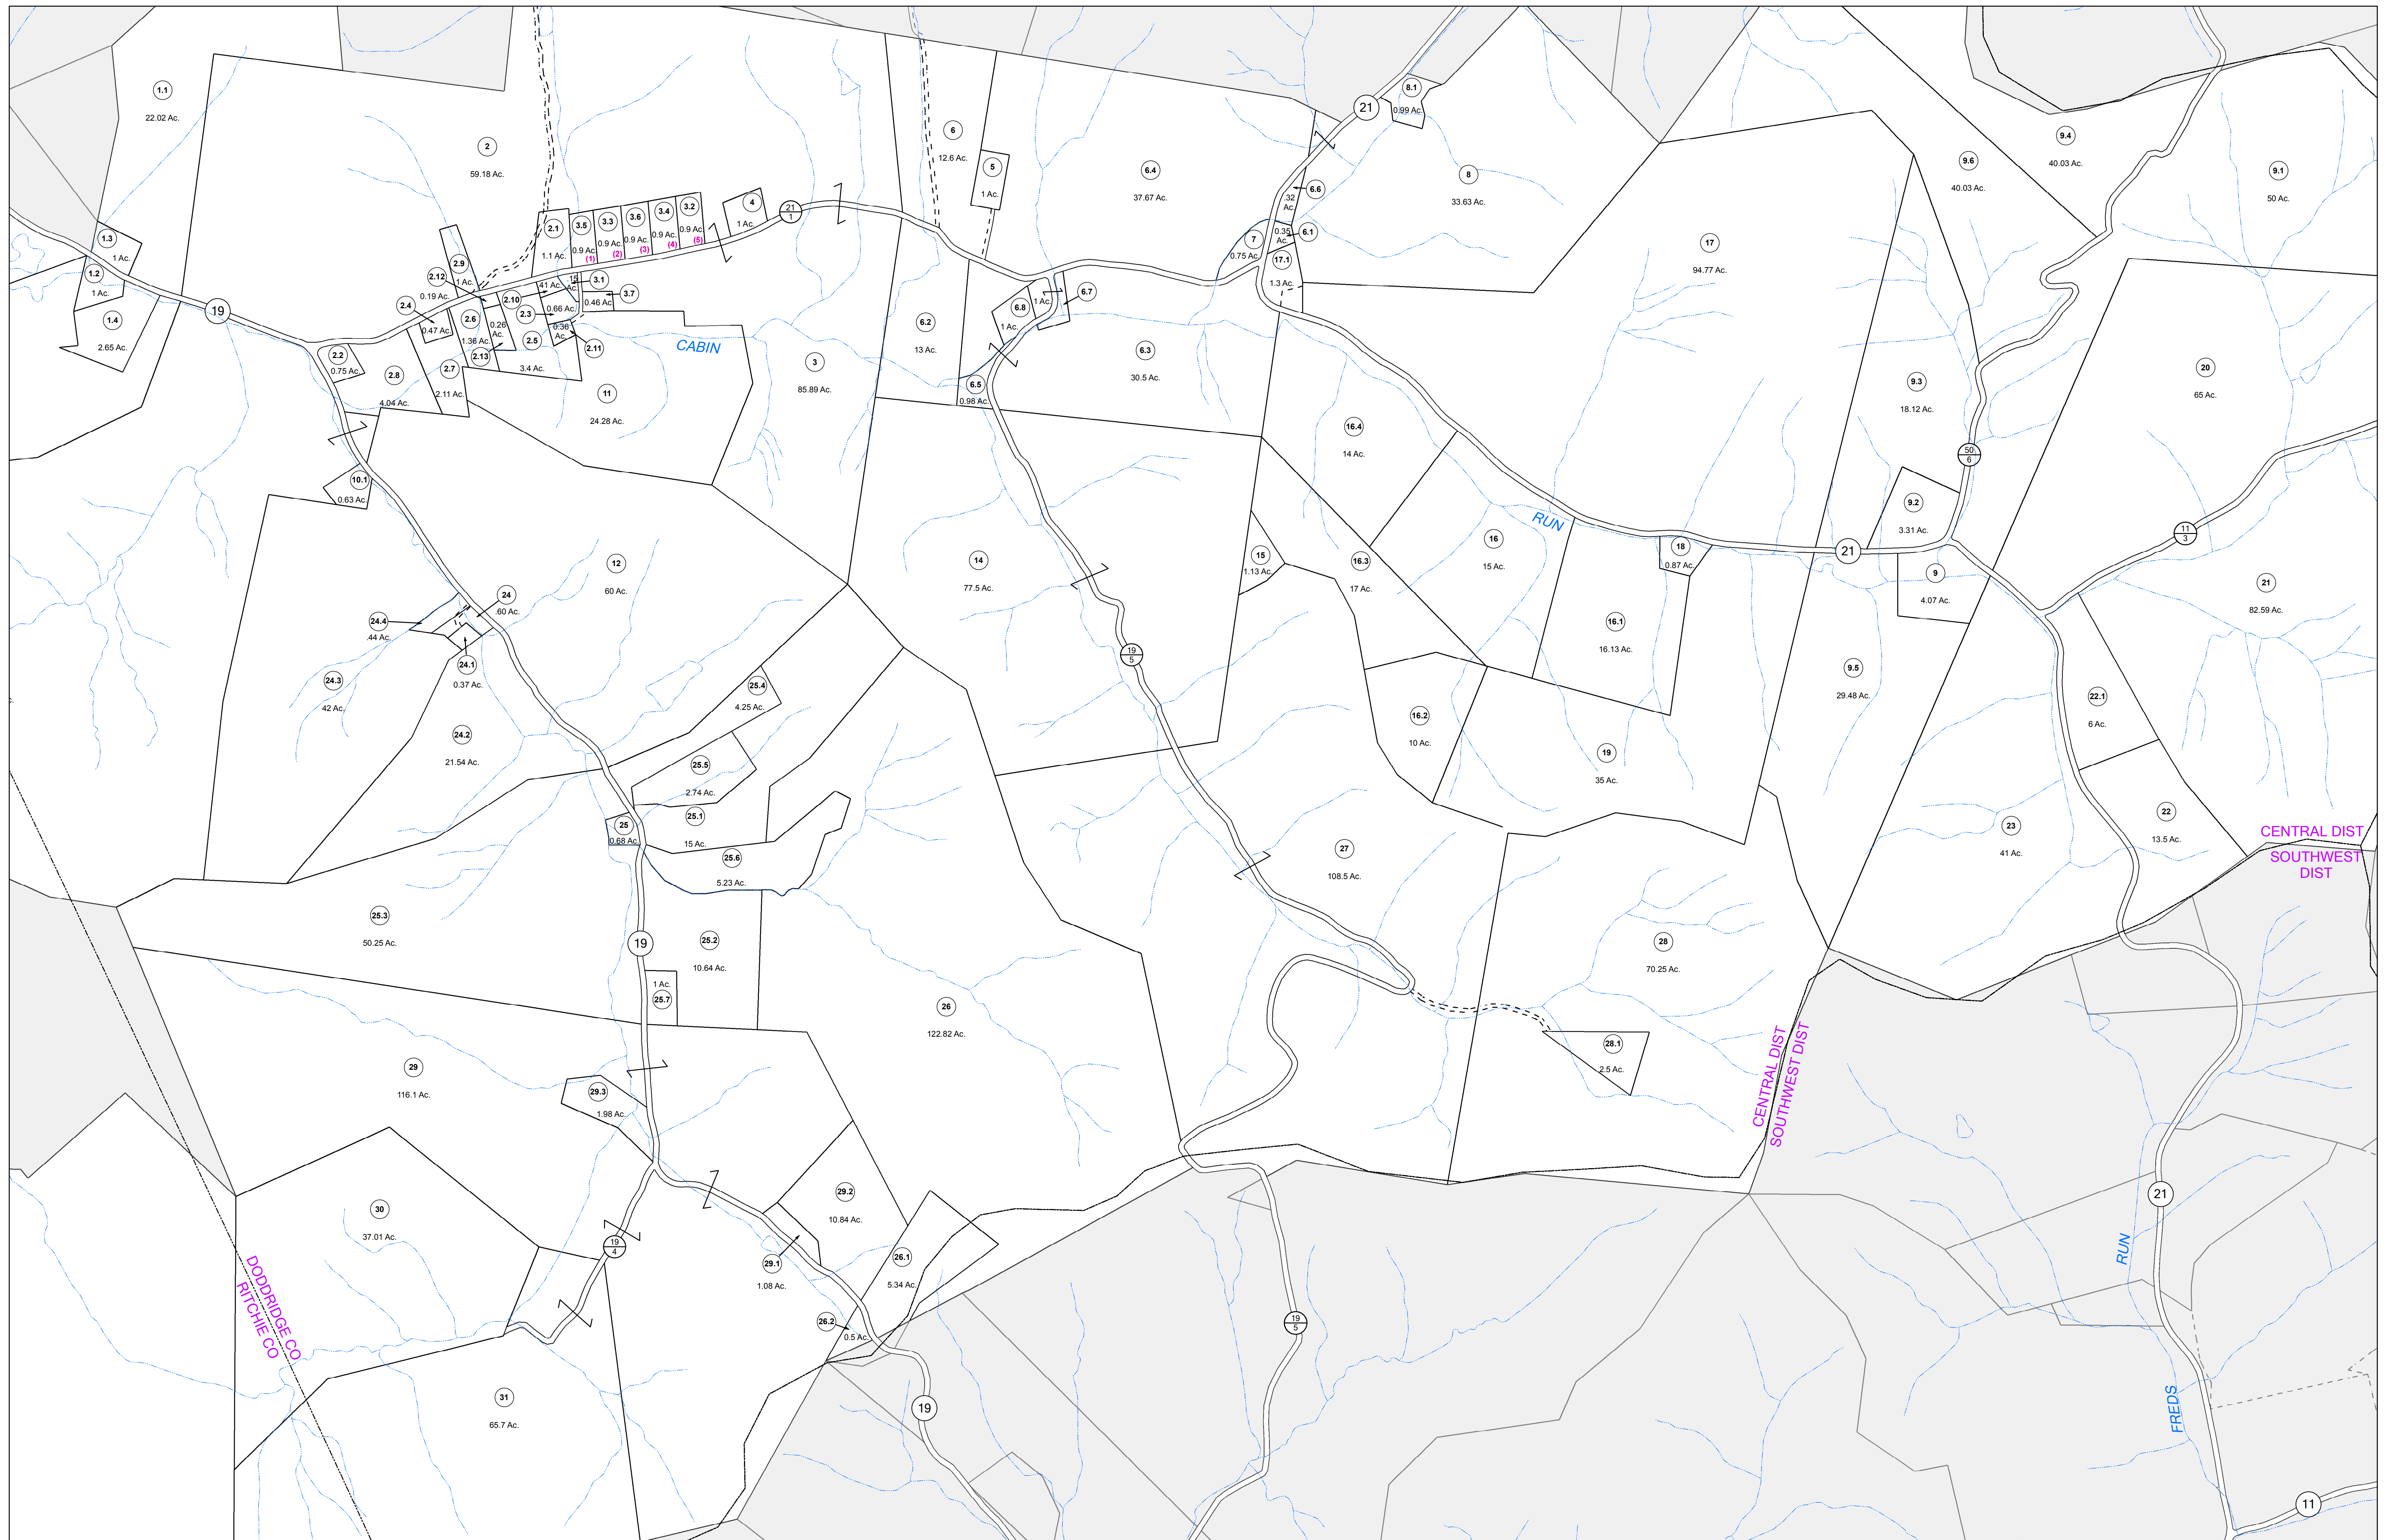 1.1
22.02 Ac.
2
59.18 Ac.
1.3
1 Ac.
1.2
1 Ac.
1.4
2.65 Ac.
19
2.9
1 Ac.
2.12
0.19 Ac.
2.4
0.47 Ac.
2.6
1.36 Ac.
2.1
1.1 Ac.
3.5
0.9 Ac.
(1)
3.3
0.9 Ac.
(2)
3.6
0.9 Ac.
(3)
3.4
0.9 Ac.
(4)
3.2
0.9 Ac.
(5)
4
1 Ac.
21
1
2.10
.41 Ac.
.15
Ac.
3.1
3.7
0.46 Ac.
2.3
0.66 Ac.
0.26
Ac.
2.13
2.5
3.4 Ac.
0.36
Ac.
2.11
2.2
0.75 Ac.
2.8
4.04 Ac.
2.7
2.11 Ac.
CABIN
11
24.28 Ac.
3
85.89 Ac.
6
12.6 Ac.
5
1 Ac.
6.4
37.67 Ac.
21
8.1
0.99 Ac.
8
33.63 Ac.
6.6
.32
Ac.
6.1
0.35
Ac.
7
0.75 Ac.
17.1
1.3 Ac.
6.7
1 Ac.
6.8
1 Ac.
6.2
13 Ac.
6.5
0.98 Ac.
6.3
30.5 Ac.
17
94.77 Ac.
9.6
40.03 Ac.
9.4
40.03 Ac.
9.1
50 Ac.
9.3
18.12 Ac.
20
65 Ac.
50
6
9.2
3.31 Ac.
11
3
21
9
4.07 Ac.
21
82.59 Ac.
16.4
14 Ac.
RUN
16
15 Ac.
18
0.87 Ac.
16.3
17 Ac.
15
1.13 Ac.
14
77.5 Ac.
16.1
16.13 Ac.
9.5
29.48 Ac.
22.1
6 Ac.
16.2
10 Ac.
19
35 Ac.
22
13.5 Ac.
23
41 Ac.
CENTRAL DIST
SOUTHWEST
DIST
10.1
0.63 Ac.
12
60 Ac.
24
.60 Ac.
24.4
.44 Ac.
24.1
0.37 Ac.
24.3
42 Ac.
24.2
21.54 Ac.
19
5
25.4
4.25 Ac.
25.5
2.74 Ac.
25
0.68 Ac.
25.1
15 Ac.
25.6
5.23 Ac.
27
108.5 Ac.
25.3
50.25 Ac.
19
25.2
10.64 Ac.
1 Ac.
25.7
26
122.82 Ac.
28
70.25 Ac.
28.1
2.5 Ac.
CENTRAL DIST
SOUTHWEST DIST
29
116.1 Ac.
29.3
1.98 Ac.
30
37.01 Ac.
19
4
29.2
10.84 Ac.
29.1
1.08 Ac.
26.1
5.34 Ac.
26.2
0.5 Ac.
DODDRIDGE CO
RITCHIE CO
31
65.7 Ac.
19
19
5
21
RUN
FREDS
11